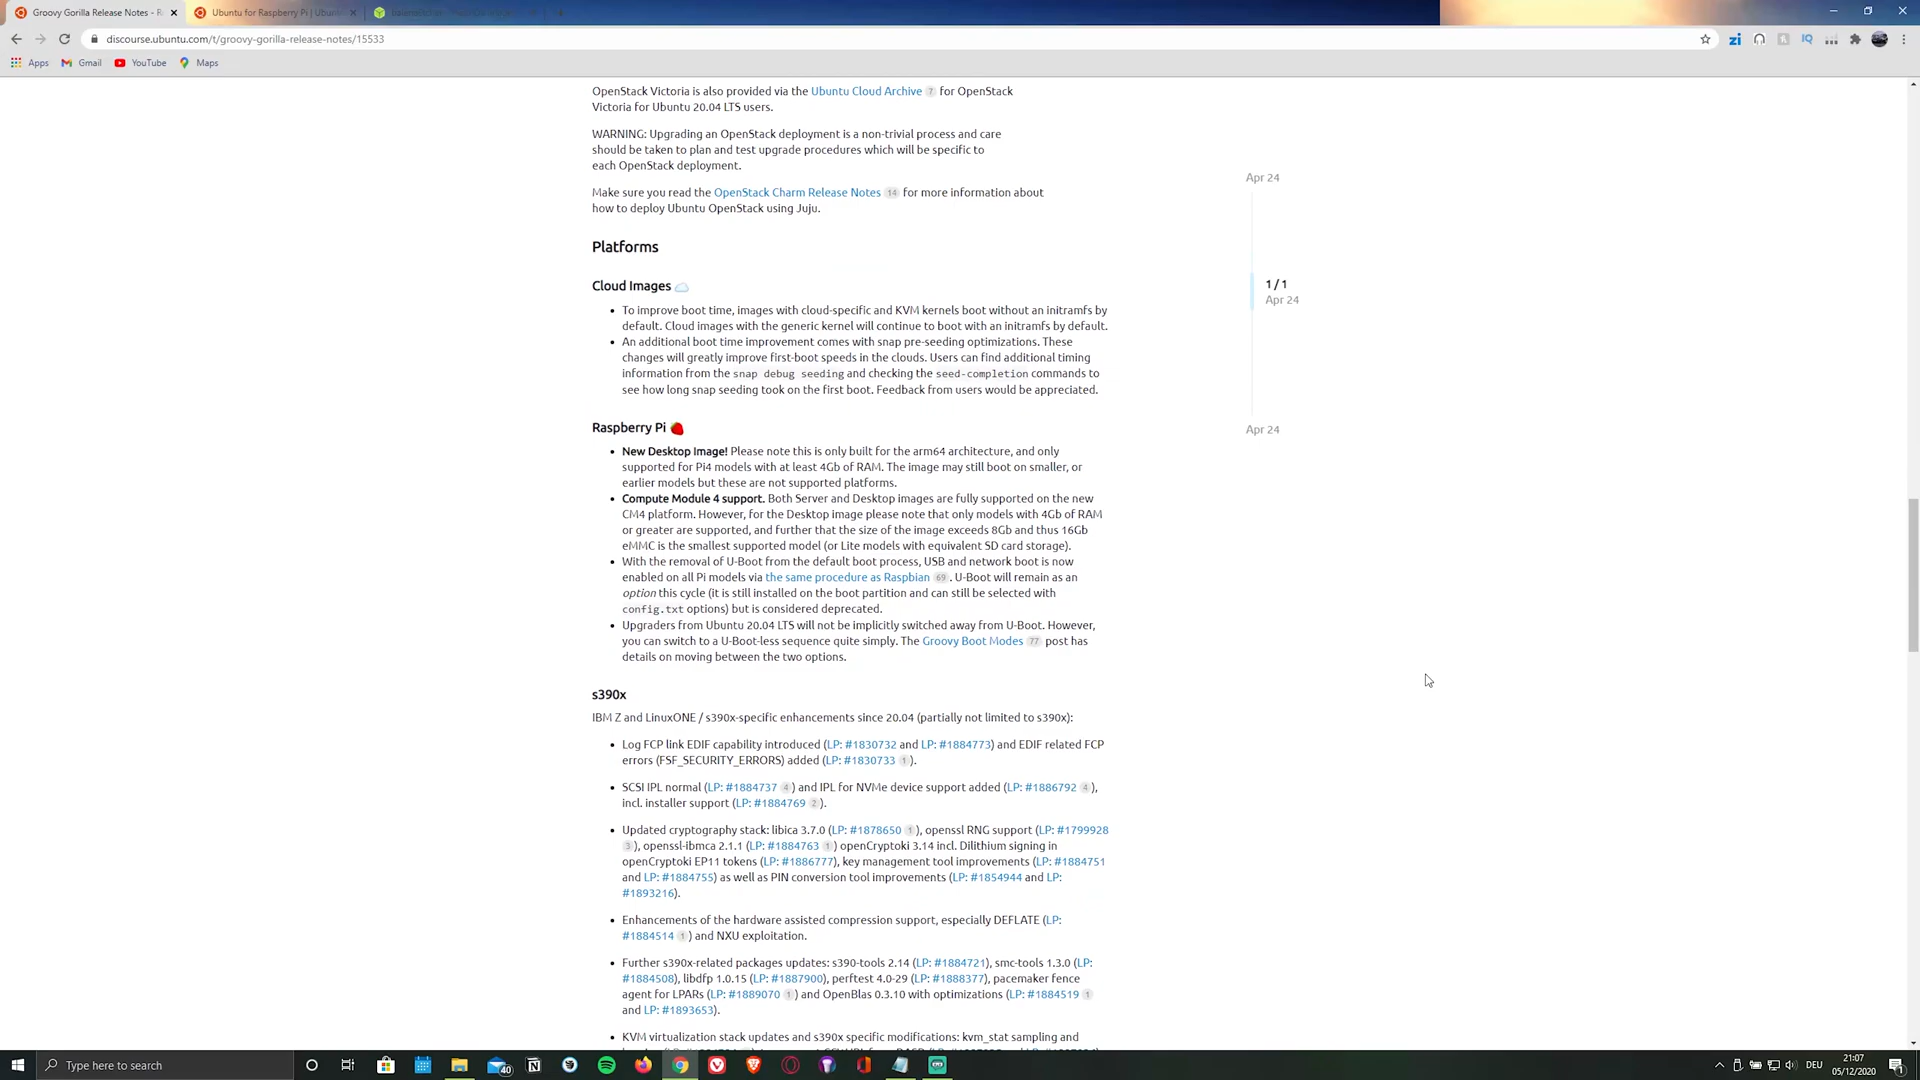 Groovy Gorilla Release Notes - R
Ubuntu for Raspberry Pi | Ubuntu
discourse.ubuntu.com/t/groovy-gorilla-release-notes/15533
Apps Gmail YouTube Maps
OpenStack Victoria is also provided via the Ubuntu Cloud Archive 7 for OpenStack
Victoria for Ubuntu 20.04 LTS users.
WARNING: Upgrading an OpenStack deployment is a non-trivial process and care
should be taken to plan and test upgrade procedures which will be specific to
each OpenStack deployment.
Make sure you read the OpenStack Charm Release Notes 14 for more information about
how to deploy Ubuntu OpenStack using Juju.
Platforms
Cloud Images
To improve boot time, images with cloud-specific and KVM kernels boot without an initramfs by
default. Cloud images with the generic kernel will continue to boot with an initramfs by default.
An additional boot time improvement comes with snap pre-seeding optimizations. These
changes will greatly improve first-boot speeds in the clouds. Users can find additional timing
information from the snap debug seeding and checking the seed-completion commands to
see how long snap seeding took on the first boot. Feedback from users would be appreciated.
Raspberry Pi
New Desktop Image! Please note this is only built for the arm64 architecture, and only
supported for Pi4 models with at least 4Gb of RAM. The image may still boot on smaller, or
earlier models but these are not supported platforms.
Compute Module 4 support. Both Server and Desktop images are fully supported on the new
CM4 platform. However, for the Desktop image please note that only models with 4Gb of RAM
or greater are supported, and further that the size of the image exceeds 8Gb and thus 16Gb
eMMC is the smallest supported model (or Lite models with equivalent SD card storage).
With the removal of U-Boot from the default boot process, USB and network boot is now
enabled on all Pi models via the same procedure as Raspbian 69 . U-Boot will remain as an
option this cycle (it is still installed on the boot partition and can still be selected with
config.txt options) but is considered deprecated.
Upgraders from Ubuntu 20.04 LTS will not be implicitly switched away from U-Boot. However,
you can switch to a U-Boot-less sequence quite simply. The Groovy Boot Modes 77 post has
details on moving between the two options.
s390x
IBM Z and LinuxONE / s390x-specific enhancements since 20.04 (partially not limited to s390x):
Log FCP link EDIF capability introduced (LP: #1830732 and LP: #1884773) and EDIF related FCP
errors (FSF_SECURITY_ERRORS) added (LP: #1830733 1 ).
SCSI IPL normal (LP: #1884737 4 ) and IPL for NVMe device support added (LP: #1886792 4 ),
incl. installer support (LP: #1884769 2 ).
Updated cryptography stack: libica 3.7.0 (LP: #1878650 1 ), openssl RNG support (LP: #1799928
3 ), openssl-ibmca 2.1.1 (LP: #1884763 1 ) openCryptoki 3.14 incl. Dilithium signing in
openCryptoki EP11 tokens (LP: #1886777), key management tool improvements (LP: #1884751
and LP: #1884755) as well as PIN conversion tool improvements (LP: #1854944 and LP:
#1893216).
Enhancements of the hardware assisted compression support, especially DEFLATE (LP:
#1884514 1 ) and NXU exploitation.
Further s390x-related packages updates: s390-tools 2.14 (LP: #1884721), smc-tools 1.3.0 (LP:
#1884508), libdfp 1.0.15 (LP: #1887900), perftest 4.0-29 (LP: #1888377), pacemaker fence
agent for LPARs (LP: #1889070 1 ) and OpenBlas 0.3.10 with optimizations (LP: #1884519 1
and LP: #1893653).
KVM virtualization stack updates and s390x specific modifications: kvm_stat sampling and
Apr 24
1 / 1
Apr 24
Apr 24
Type here to search
40
DEU
21:07
05/12/2020